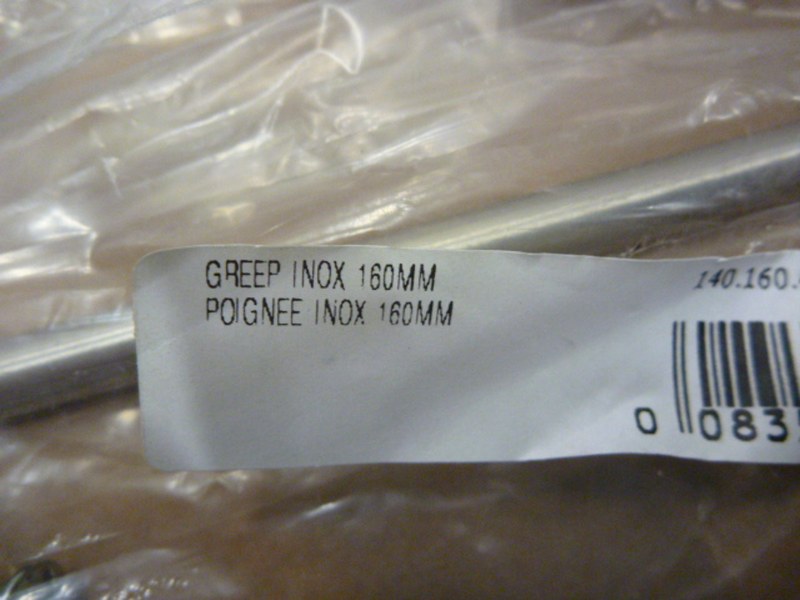 GREEP INOX 160MM
POIGNEE INOX 160MM
140.160.
0 083